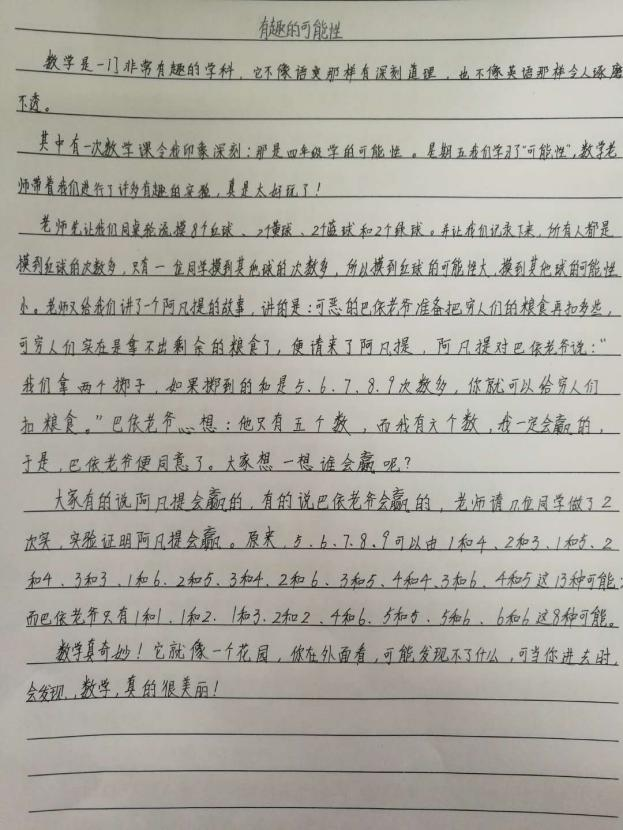 有趣的可能性
数学是一门非常有趣的学科，它不像语文那样有深刻道理，也不像英语那样令人琢磨
不透。
其中有一次数学课令我印象深刻：那是四年级学的可能性。星期五我们学习了“可能性”，数学老
师带着我们进行了许多有趣的实验，真是太好玩了！
老师先让我们同桌轮流摸8个红球、2个黄球、2个蓝球和2个绿球。并让我们记录下来，所有人都是
摸到红球的次数多，只有一位同学摸到其他球的次数多，所以摸到红球的可能性大，摸到其他球的可能性
小。老师又给我们讲了一个阿凡提的故事，讲的是：可恶的巴依老爷准备把穷人们的粮食再扣多些，
可穷人们实在是拿不出剩余的粮食了，便请来了阿凡提，阿凡提对巴依老爷说：“
我们拿两个掷子，如果掷到的和是5、6、7、8、9次数多，你就可以给穷人们
扣粮食。”巴依老爷心想：他只有五个数，而我有六个数，我一定会赢的，
于是，巴依老爷便同意了。大家想一想谁会赢呢？
大家有的说阿凡提会赢的，有的说巴依老爷会赢的，老师请几位同学做了2
次实，实验证明阿凡提会赢。原来，5、6、7、8、9可以由1和4、2和3、1和5、2
和4、3和3、1和6、2和5、3和4、2和6、3和5、4和4、3和6、4和5这13种可能；
而巴依老爷只有1和1、1和2、1和3、2和2、4和6、5和5、5和6、6和6这8种可能。
数学真奇妙！它就像一个花园，你在外面看，可能发现不了什么，可当你进去时，
会发现，数学，真的很美丽！